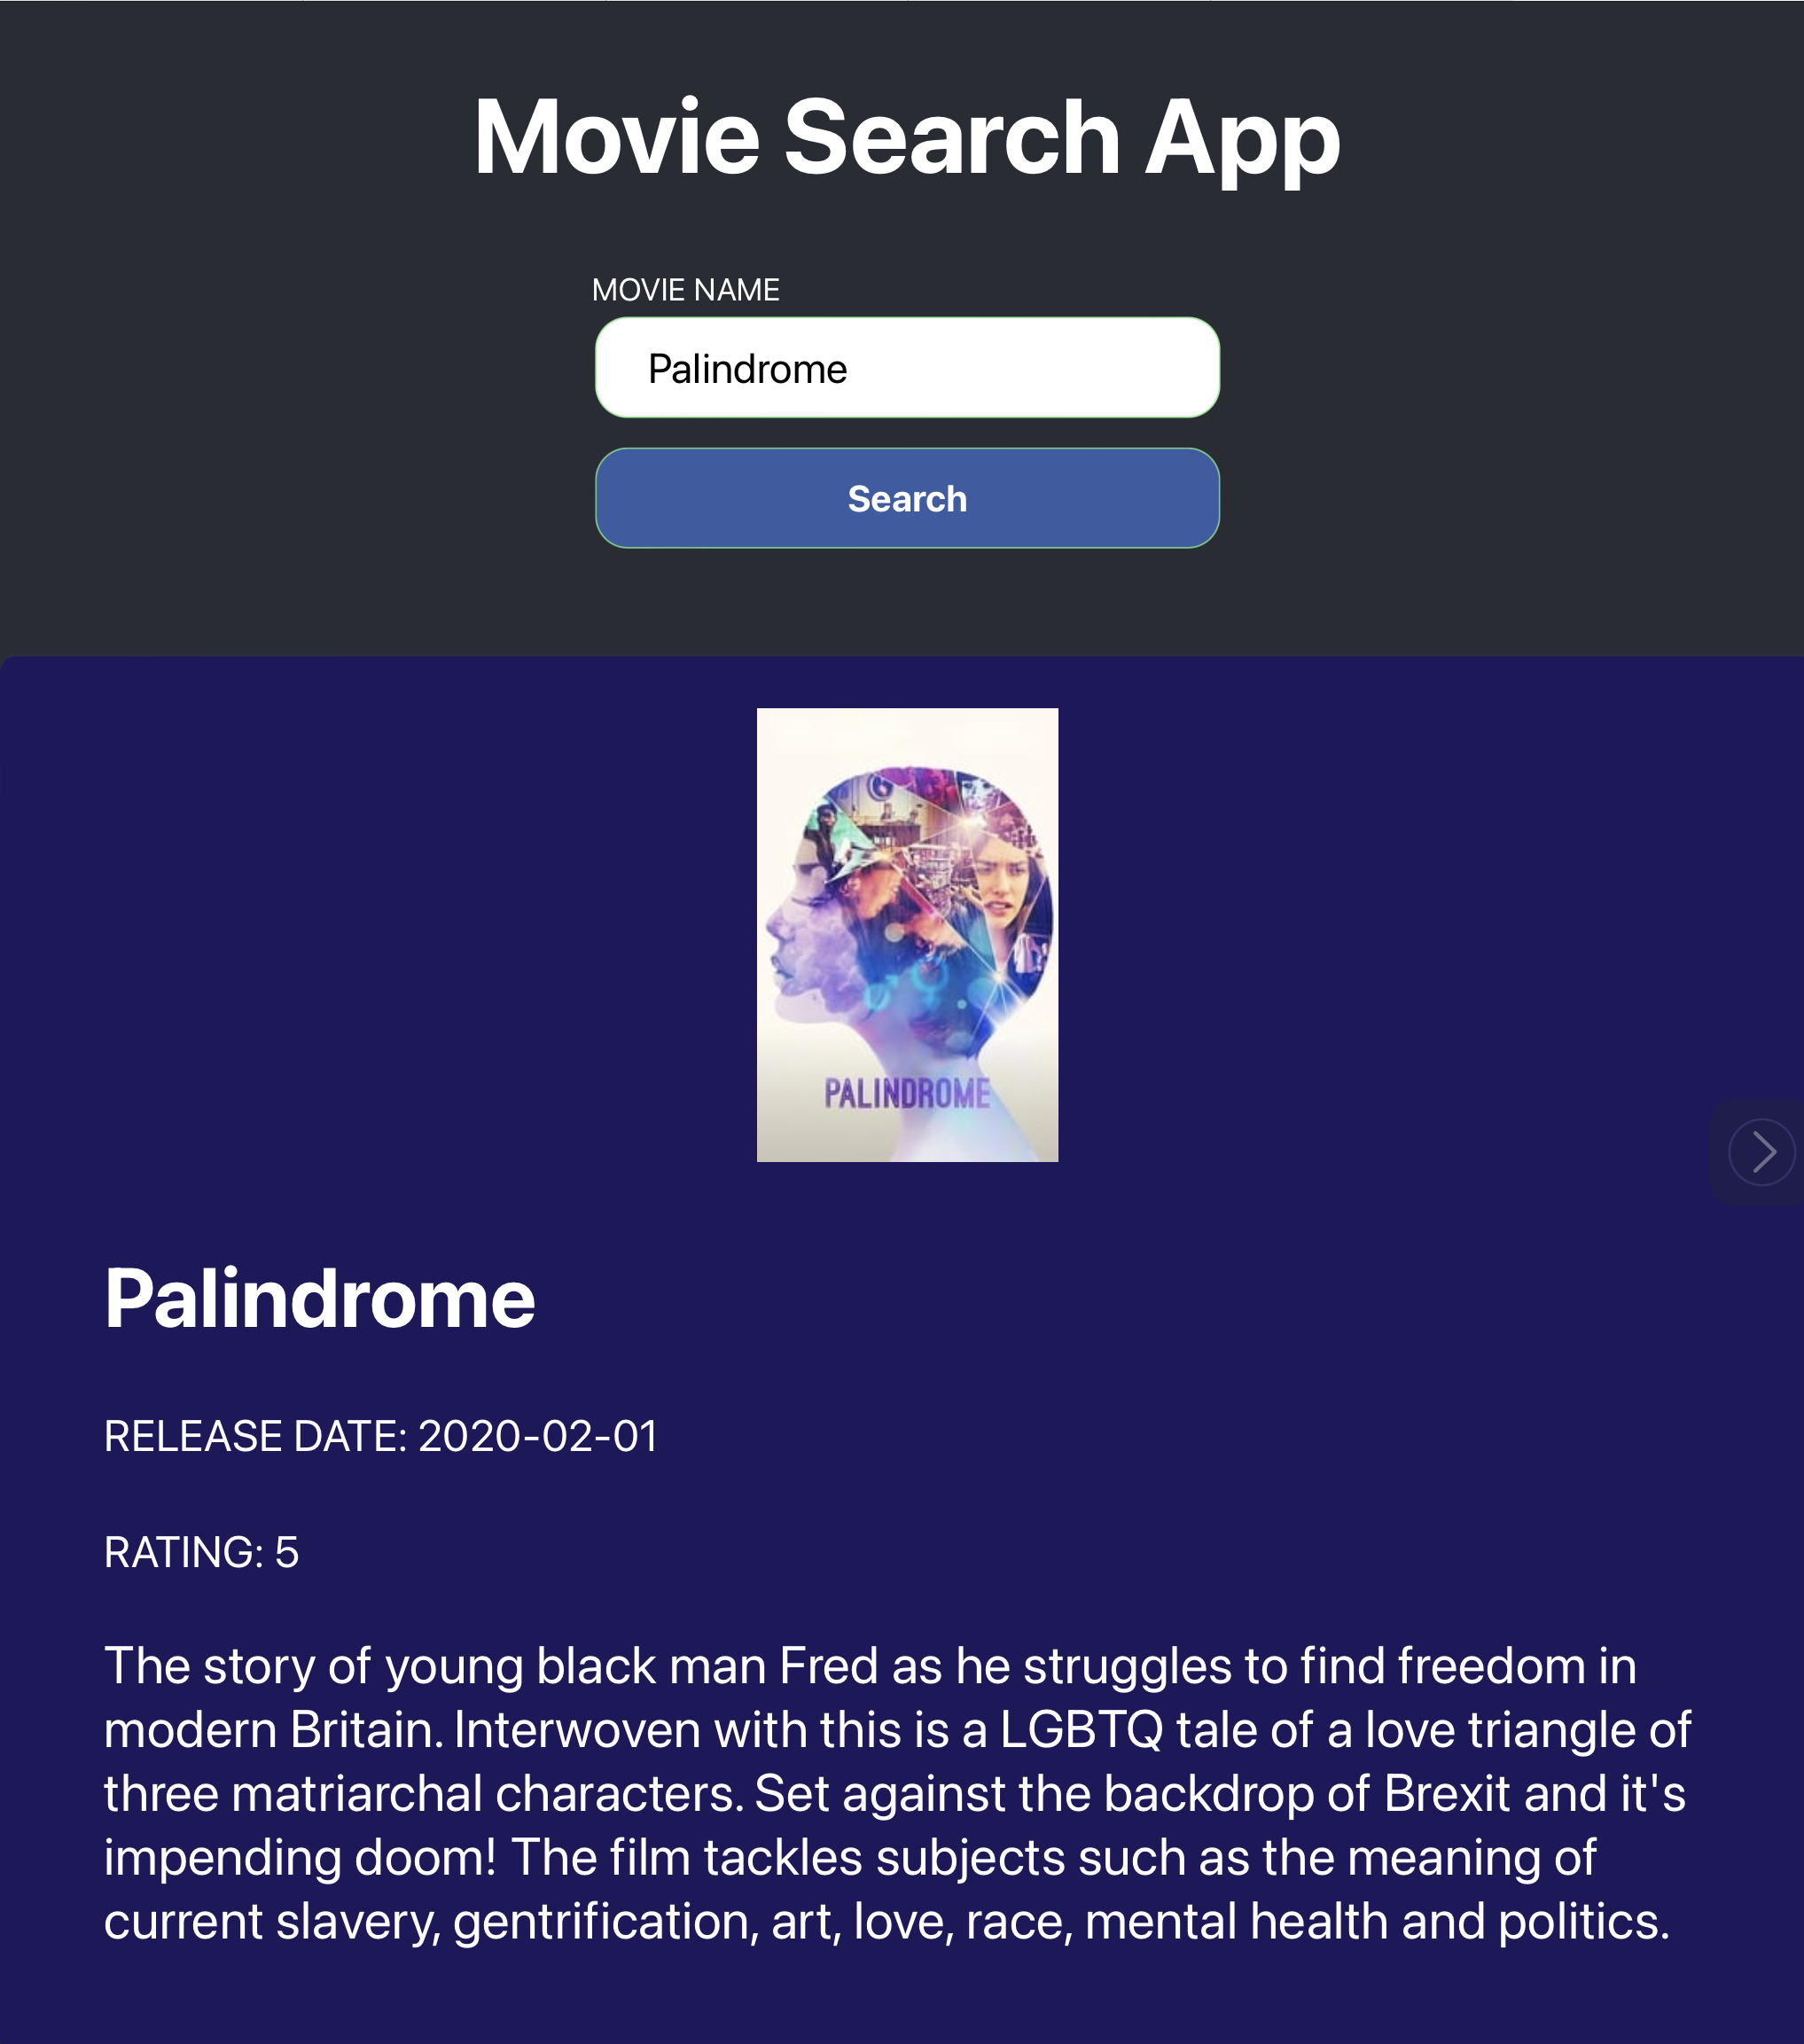 Movie Search App
MOVIE NAME
Palindrome
Search
PALINDROME
Palindrome
RELEASE DATE: 2020-02-01
RATING: 5
The story of young black man Fred as he struggles to find freedom in
modern Britain. Interwoven with this is a LGBTQ tale of a love triangle of
three matriarchal characters. Set against the backdrop of Brexit and it's
impending doom! The film tackles subjects such as the meaning of
current slavery, gentrification, art, love, race, mental health and politics.